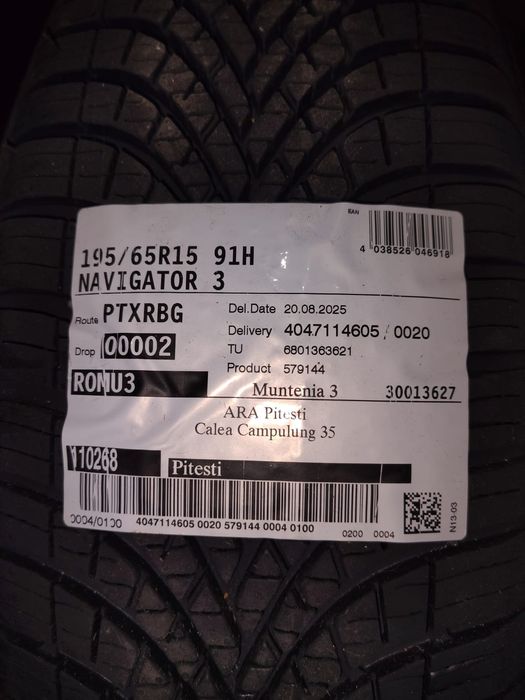 EAN
4 038526 046918
195/65R15 91H
NAVIGATOR 3
Route PTXRBG
Del.Date 20.08.2025
Delivery 4047114605 / 0020
Drop 00002
TU 6801363621
Product 579144
ROMU3
Muntenia 3 30013627
ARA Pitesti
Calea Campulung 35
110268
Pitesti
0004/0100
4047114605 0020 579144 0004 0100
0200 0004
N13-03